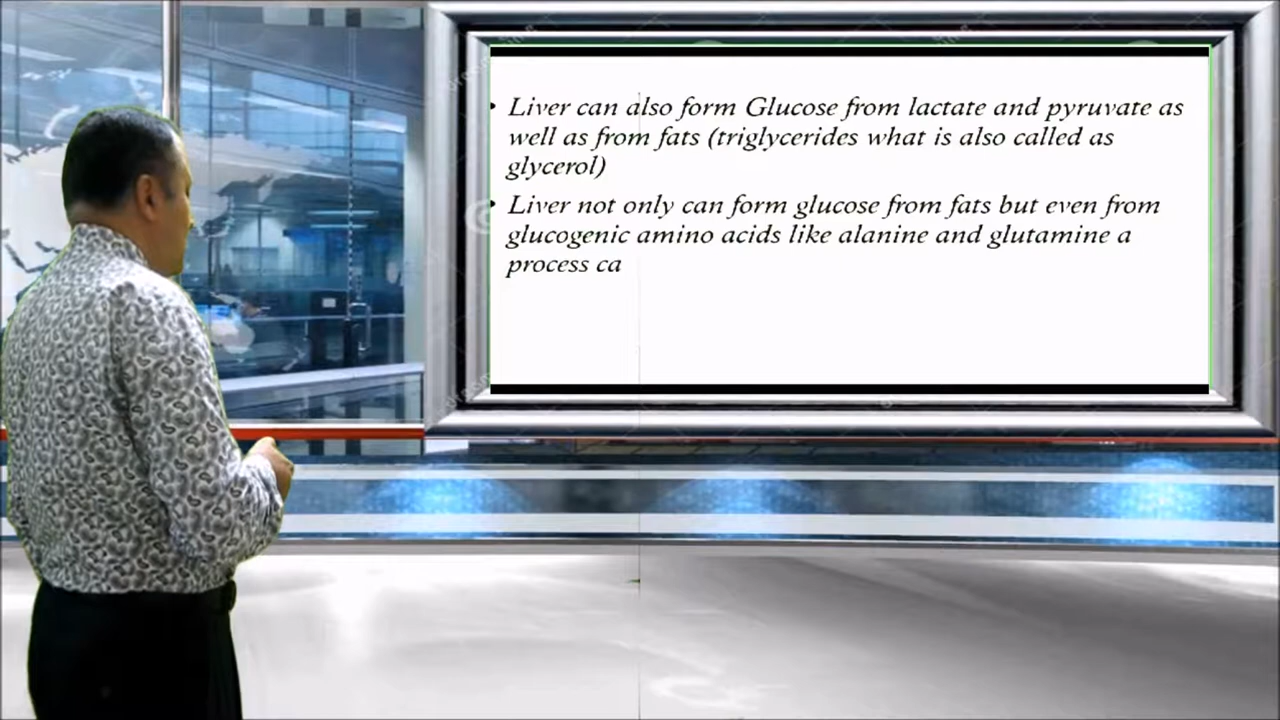 • Liver can also form Glucose from lactate and pyruvate as
well as from fats (triglycerides what is also called as
glycerol)
• Liver not only can form glucose from fats but even from
glucogenic amino acids like alanine and glutamine a
process ca